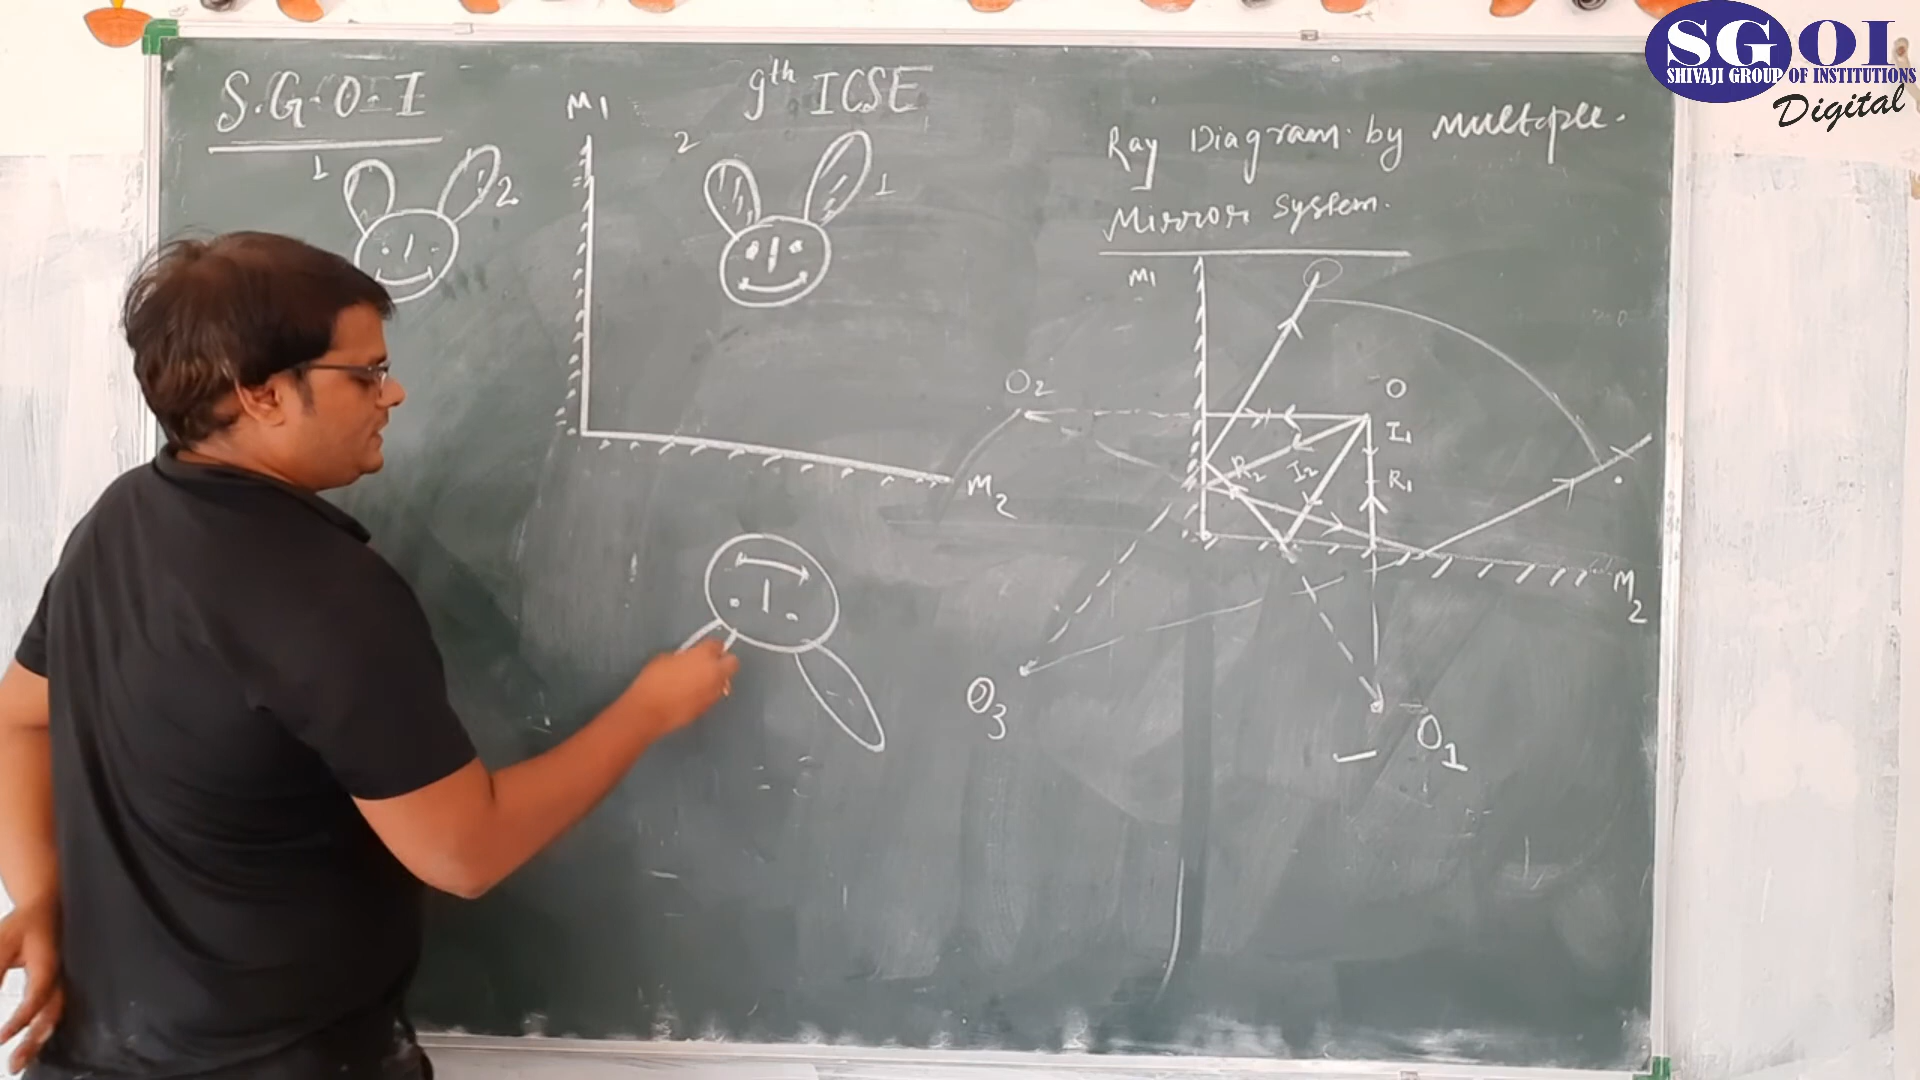 SGOI
SHIVAJI GROUP OF INSTITUTIONS
Digital
S.G.O.I
9th ICSE
Ray Diagram by Multiple.
Mirror System.
1
2
M1
2
1
M2
M1
O
I1
R1
R2
I2
O2
M2
O3
O1